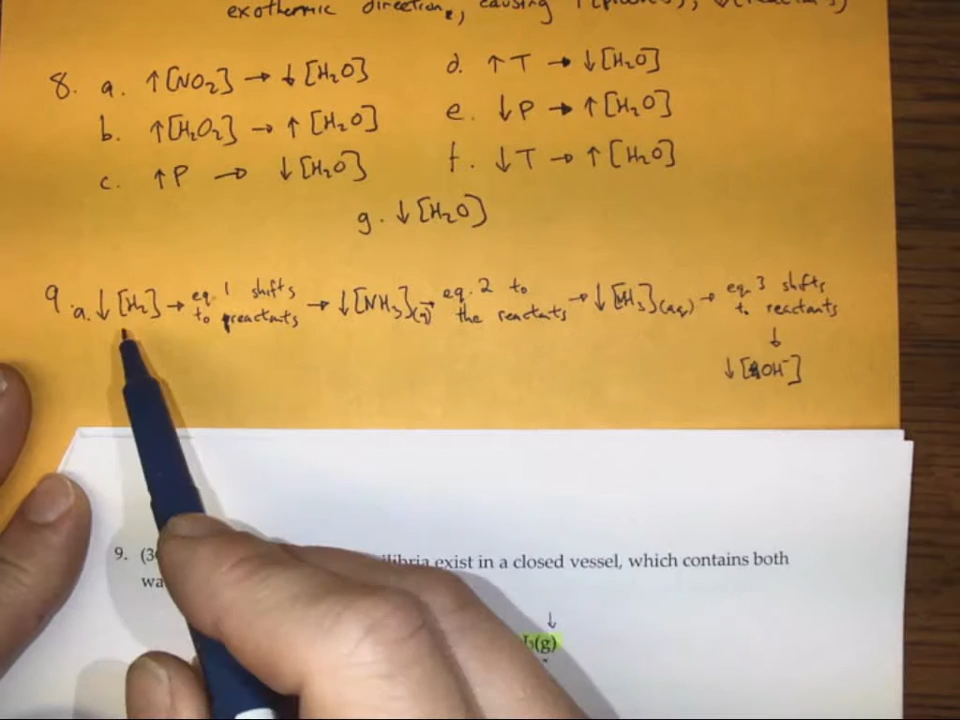 exothermic direction, causing
8. a. ↑[NO₂] → ↓[H₂O]
b. ↑[H₂O₂] → ↑[H₂O]
c. ↑P → ↓[H₂O]
d. ↑T → ↓[H₂O]
e. ↓P → ↑[H₂O]
f. ↓T → ↑[H₂O]
g. ↓[H₂O]
9. a. ↓[H₂] → eq. 1 shifts to reactants → ↓[NH₃](g) → eq. 2 to the reactants → ↓[NH₃](aq) → eq. 3 shifts to reactants
↓
↓[OH⁻]
9. (3 exist in a closed vessel, which contains both
wa
↓
(g)